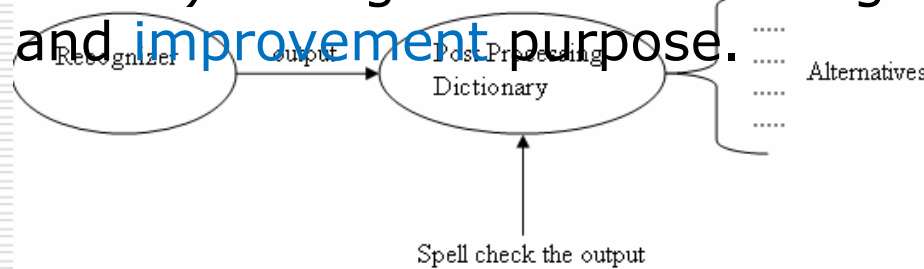 and improvement purpose.
Recognizer
output
Post Processing
Dictionary
.....
.....
.....
.....
Alternatives
Spell check the output